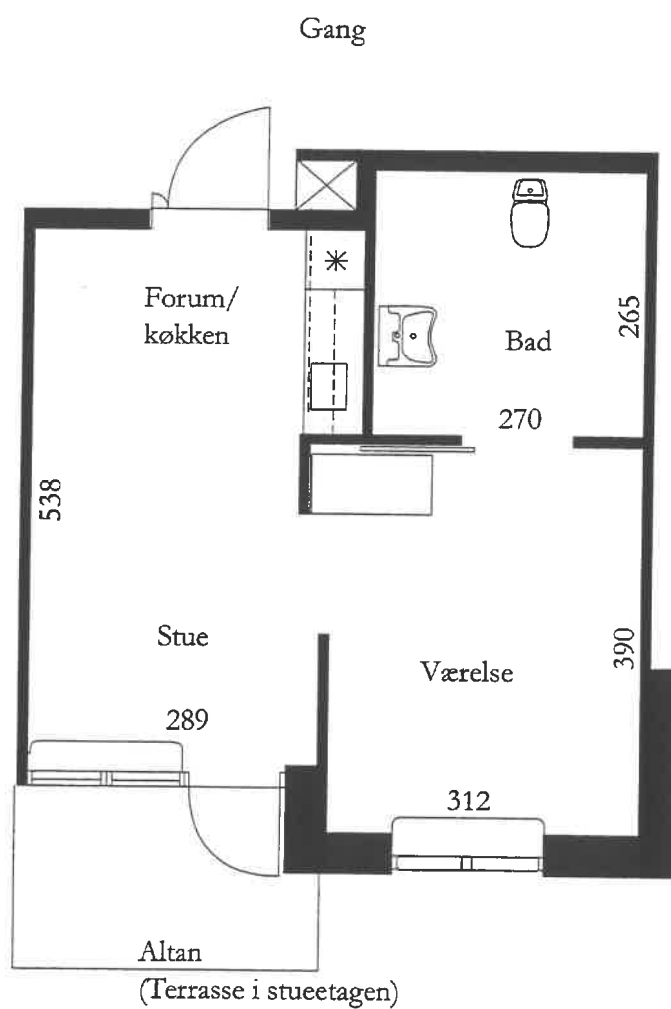 Gang
Forum/
køkken
Bad
265
270
538
Stue
Værelse
390
289
312
Altan
(Terrasse i stueetagen)